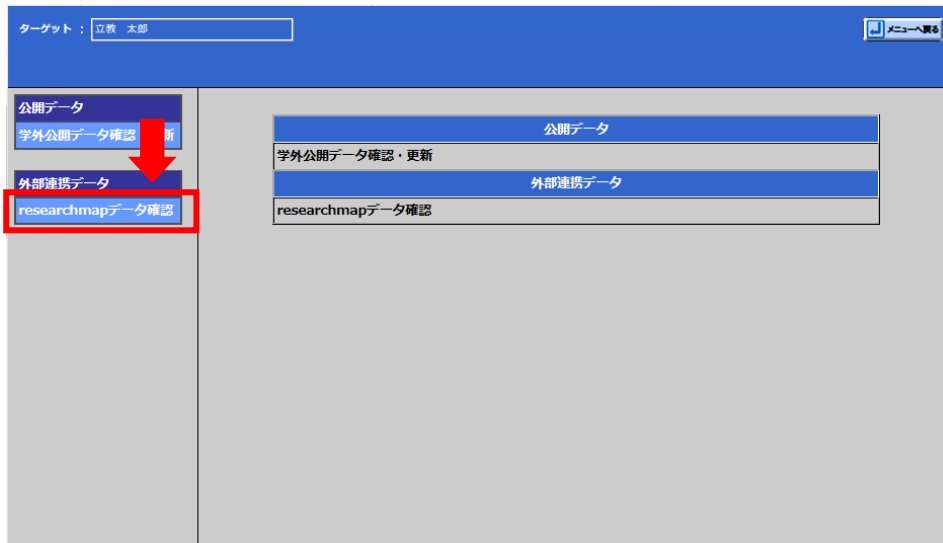 ターゲット : 立教 太郎
メニューへ戻る
公開データ
学外公開データ確認 新
外部連携データ
researchmapデータ確認
公開データ
学外公開データ確認・更新
外部連携データ
researchmapデータ確認